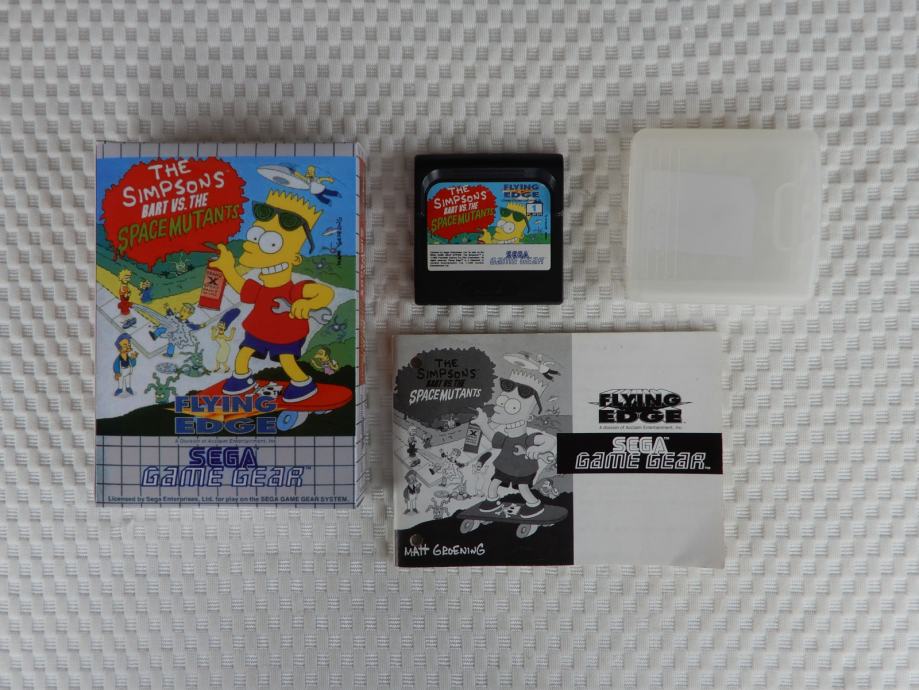 THE
SIMPSONS
BART VS. THE
SPACE MUTANTS
X
FLYING
EDGE
A Division of Acclaim Entertainment, Inc.
SEGA
GAME GEAR™
Licensed by Sega Enterprises, Ltd. for play on the SEGA GAME GEAR SYSTEM.
THE
SIMPSONS
BART VS. THE
SPACE MUTANTS
FLYING
EDGE
SEGA
GAME GEAR
THE
SIMPSONS
BART VS. THE
SPACE MUTANTS
X
MATT GROENING
FLYING
EDGE
A division of Acclaim Entertainment, Inc.
SEGA
GAME GEAR™